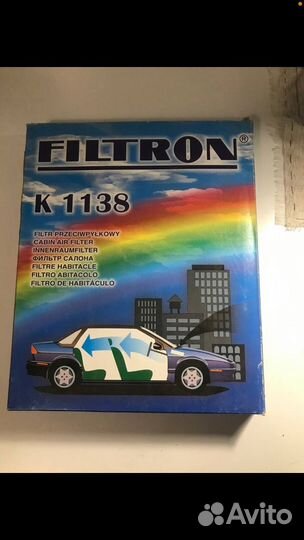 FILTRON®
K 1138
FILTR PRZECIWPYŁKOWY
CABIN AIR FILTER
INNENRAUMFILTER
ФИЛЬТР САЛОНА
FILTRE HABITACLE
FILTRO ABITACOLO
FILTRO DE HABITÁCULO
Avito